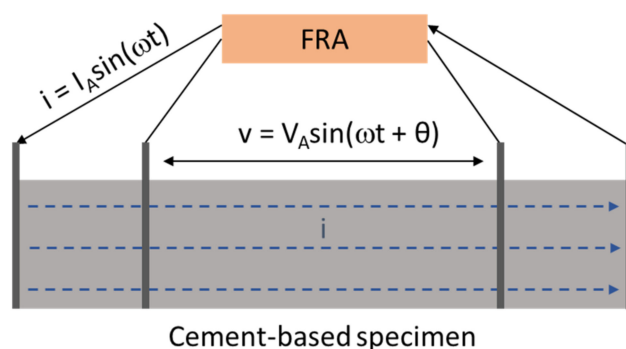 FRA
i = I_A sin(ωt)
v = V_A sin(ωt + θ)
i
Cement-based specimen